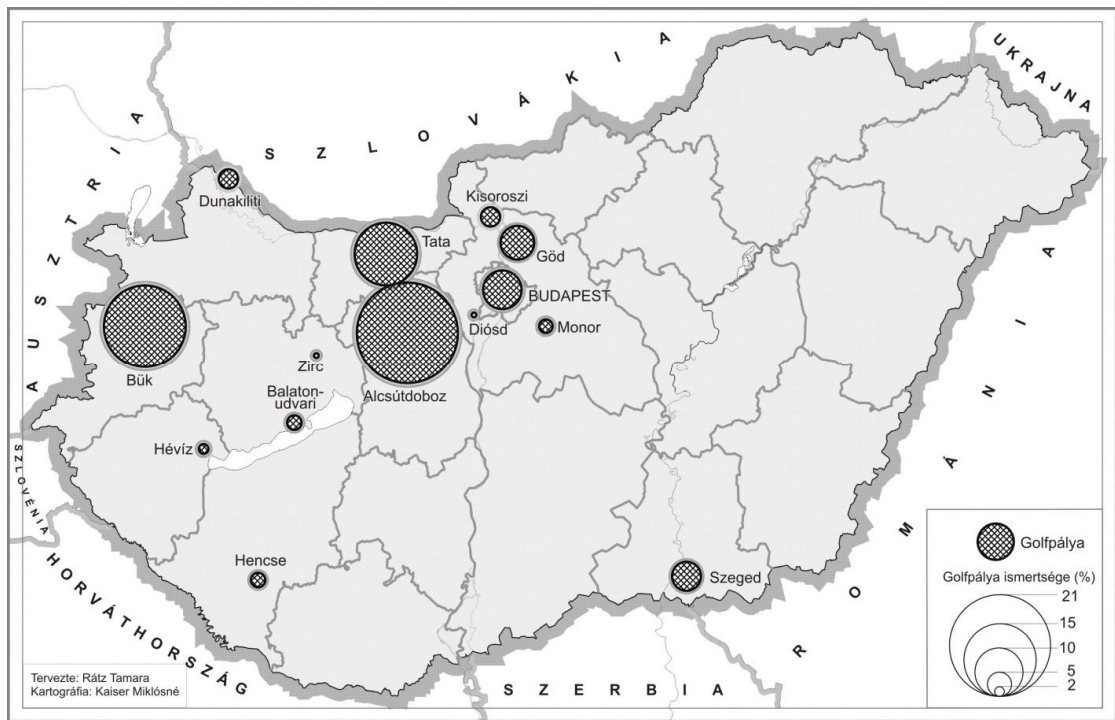 UKRAJNA
SZLOVÁKIA
AUSZTRIA
Dunakiliti
Kisoroszi
Tata
Göd
BUDAPEST
Diósd
Monor
Bük
Zirc
Alcsútdoboz
Balaton-
udvari
Hévíz
SZLOVÉNIA
ROMÁNIA
Hencse
Szeged
HORVÁTHORSZÁG
SZERBIA
Golfpálya
Golfpálya ismertsége (%)
21
15
10
5
2
Tervezte: Rátz Tamara
Kartográfia: Kaiser Miklósné